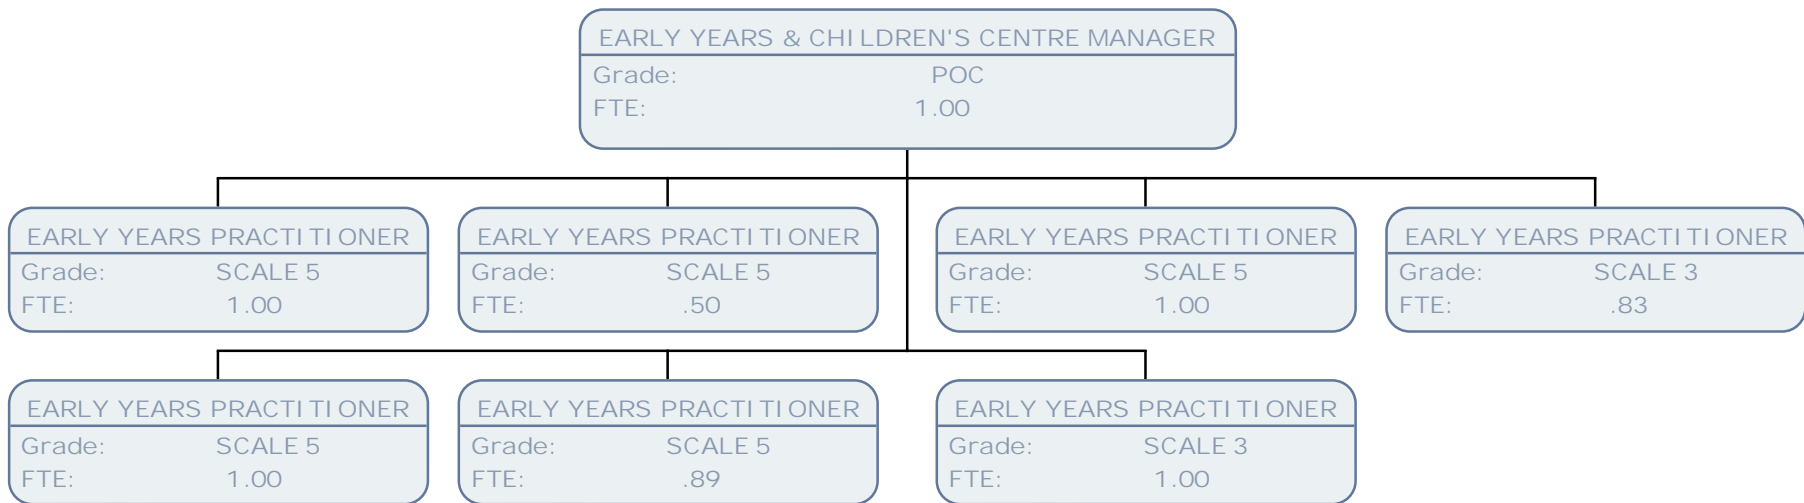 EARLY YEARS & CHILDREN'S CENTRE MANAGER
Grade: POC
FTE: 1.00
EARLY YEARS PRACTITIONER
Grade: SCALE 5
FTE: 1.00
EARLY YEARS PRACTITIONER
Grade: SCALE 5
FTE: .50
EARLY YEARS PRACTITIONER
Grade: SCALE 5
FTE: 1.00
EARLY YEARS PRACTITIONER
Grade: SCALE 3
FTE: .83
EARLY YEARS PRACTITIONER
Grade: SCALE 5
FTE: 1.00
EARLY YEARS PRACTITIONER
Grade: SCALE 5
FTE: .89
EARLY YEARS PRACTITIONER
Grade: SCALE 3
FTE: 1.00